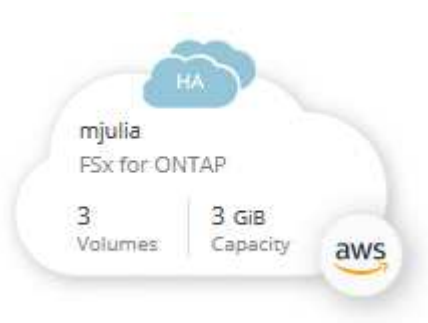 HA
mjulia
FSx for ONTAP
3 3 GiB
Volumes Capacity
aws